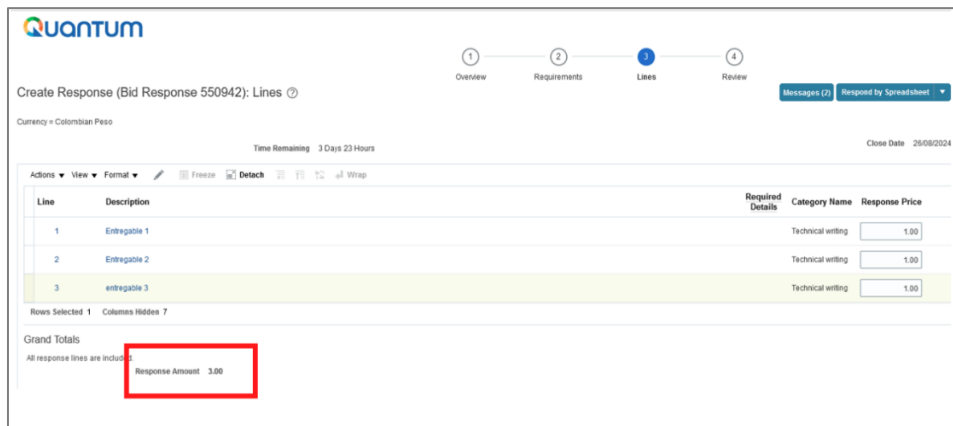 Quantum
1 2 3 4
Overview Requirements Lines Review
Create Response (Bid Response 550942): Lines ?
Messages (2) Respond by Spreadsheet
Currency = Colombian Peso
Time Remaining 3 Days 23 Hours
Close Date 26/08/2024
Actions View Format Freeze Detach Wrap
Line Description Required Details Category Name Response Price
1 Entregable 1 Technical writing 1.00
2 Entregable 2 Technical writing 1.00
3 entregable 3 Technical writing 1.00
Rows Selected 1 Columns Hidden 7
Grand Totals
All response lines are included
Response Amount 3.00